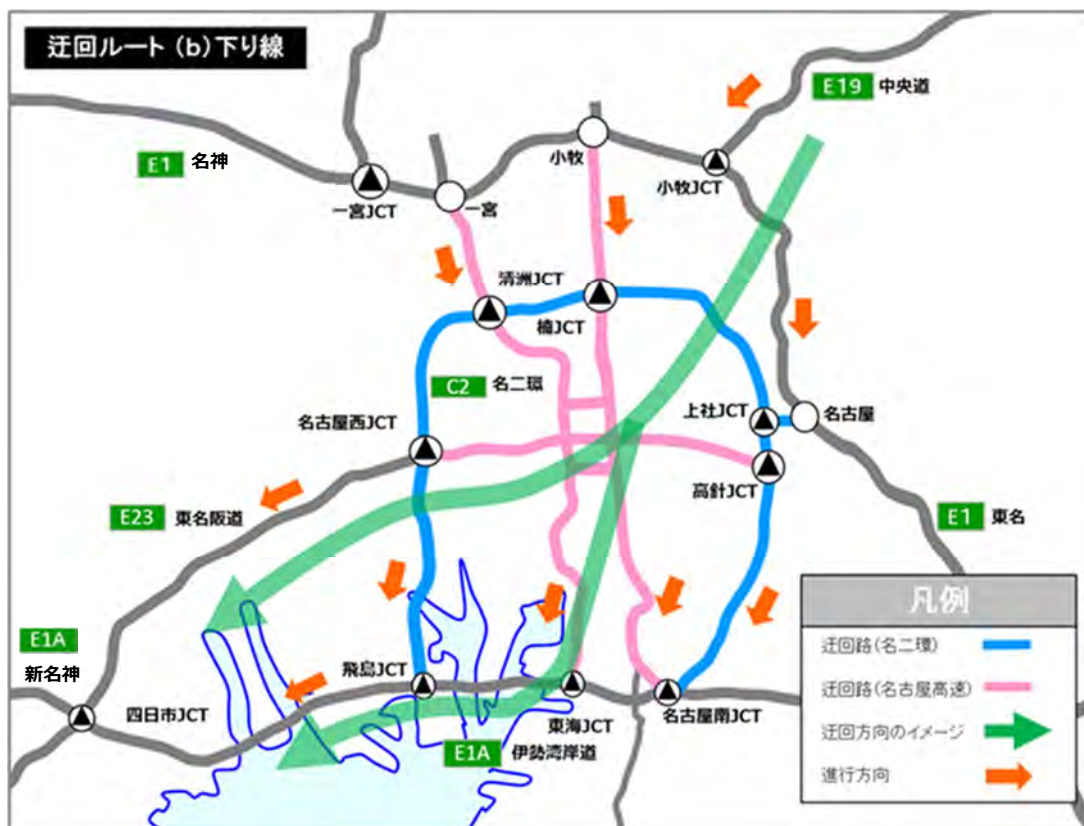 迂回ルート (b)下り線
E19 中央道
E1 名神
小牧
小牧JCT
一宮JCT
一宮
清洲JCT
楠JCT
C2 名二環
名古屋西JCT
上社JCT
名古屋
高針JCT
E23 東名阪道
E1 東名
凡例
迂回路(名二環)
迂回路(名古屋高速)
迂回方向のイメージ
進行方向
E1A
新名神
飛島JCT
四日市JCT
東海JCT
名古屋南JCT
E1A 伊勢湾岸道